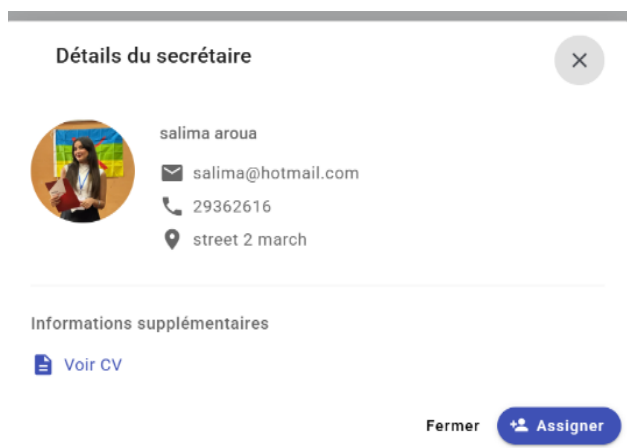 Détails du secrétaire
salima aroua
salima@hotmail.com
29362616
street 2 march
Informations supplémentaires
Voir CV
Fermer
Assigner